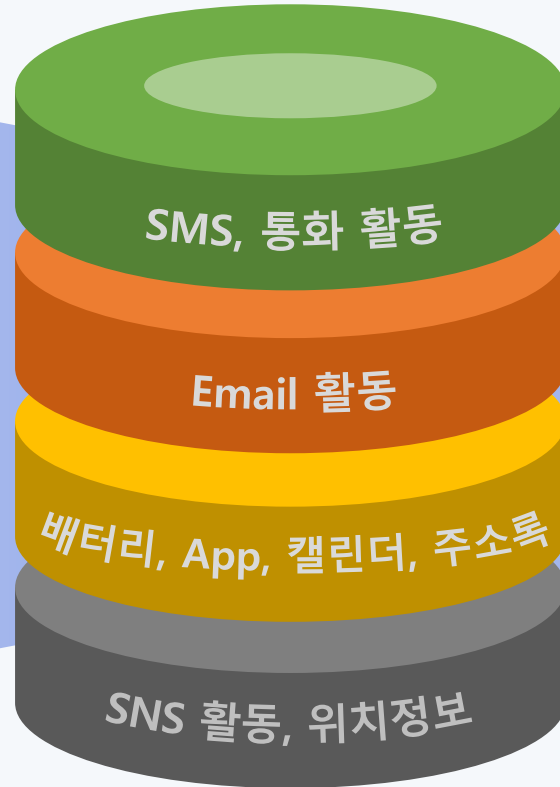 SMS, 통화 활동
Email 활동
배터리, App, 캘린더, 주소록
SNS 활동, 위치정보